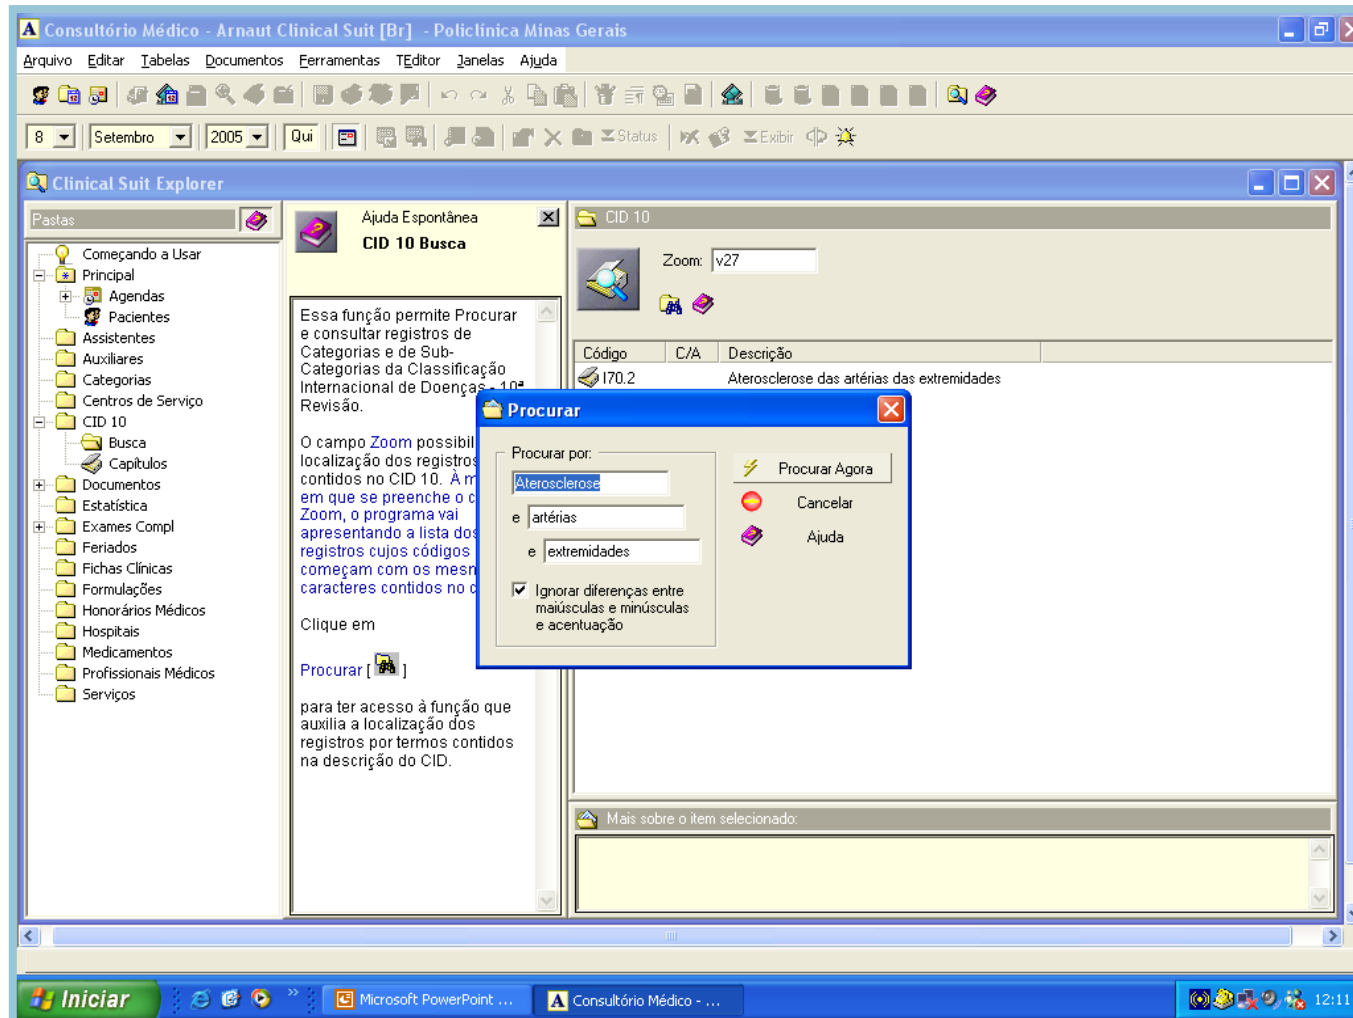 Consultório Médico - Arnaut Clinical Suit [Br]  - Policlínica Minas Gerais
Arquivo Editar Tabelas Documentos Ferramentas TEditor Janelas Ajuda
8 Setembro 2005 Qui Status Exibir
Clinical Suit Explorer
Pastas
Começando a Usar
Principal
Agendas
Pacientes
Assistentes
Auxiliares
Categorias
Centros de Serviço
CID 10
Busca
Capítulos
Documentos
Estatística
Exames Compl
Feriados
Fichas Clínicas
Formulações
Honorários Médicos
Hospitais
Medicamentos
Profissionais Médicos
Serviços
Ajuda Espontânea
CID 10 Busca
Essa função permite Procurar
e consultar registros de
Categorias e de Sub-
Categorias da Classificação
Internacional de Doenças - 10ª
Revisão.
O campo Zoom possibil
localização dos registros
contidos no CID 10. À m
em que se preenche o c
Zoom, o programa vai
apresentando a lista dos
registros cujos códigos
começam com os mesm
caracteres contidos no c
Clique em
Procurar [ ]
para ter acesso à função que
auxilia a localização dos
registros por termos contidos
na descrição do CID.
CID 10
Zoom: v27
Código C/A Descrição
I70.2 Aterosclerose das artérias das extremidades
Procurar
Procurar por:
Aterosclerose
e artérias
e extremidades
Ignorar diferenças entre
maiúsculas e minúsculas
e acentuação
Procurar Agora
Cancelar
Ajuda
Mais sobre o item selecionado:
Iniciar » Microsoft PowerPoint ... Consultório Médico - ... 12:11